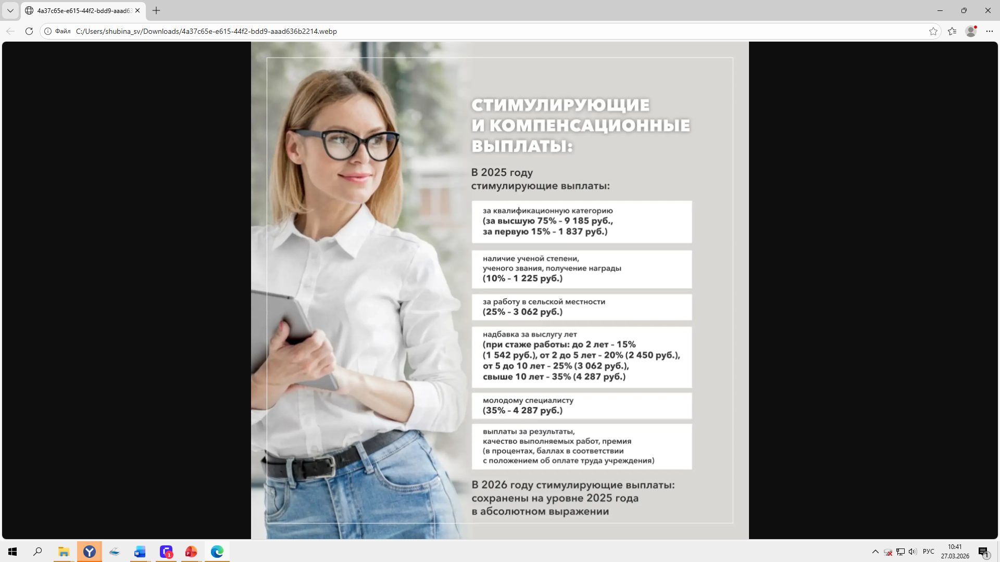 4a37c65e-e615-44f2-bdd9-aaad63
Файл C:/Users/shubina_sv/Downloads/4a37c65e-e615-44f2-bdd9-aaad636b2214.webp
СТИМУЛИРУЮЩИЕ
И КОМПЕНСАЦИОННЫЕ
ВЫПЛАТЫ:
В 2025 году
стимулирующие выплаты:
за квалификационную категорию
(за высшую 75% – 9 185 руб.,
за первую 15% – 1 837 руб.)
наличие ученой степени,
ученого звания, получение награды
(10% – 1 225 руб.)
за работу в сельской местности
(25% – 3 062 руб.)
надбавка за выслугу лет
(при стаже работы: до 2 лет – 15%
(1 542 руб.), от 2 до 5 лет – 20% (2 450 руб.),
от 5 до 10 лет – 25% (3 062 руб.),
свыше 10 лет – 35% (4 287 руб.)
молодому специалисту
(35% – 4 287 руб.)
выплаты за результаты,
качество выполняемых работ, премия
(в процентах, баллах в соответствии
с положением об оплате труда учреждения)
В 2026 году стимулирующие выплаты:
сохранены на уровне 2025 года
в абсолютном выражении
1
РУС
10:41
27.03.2026
1